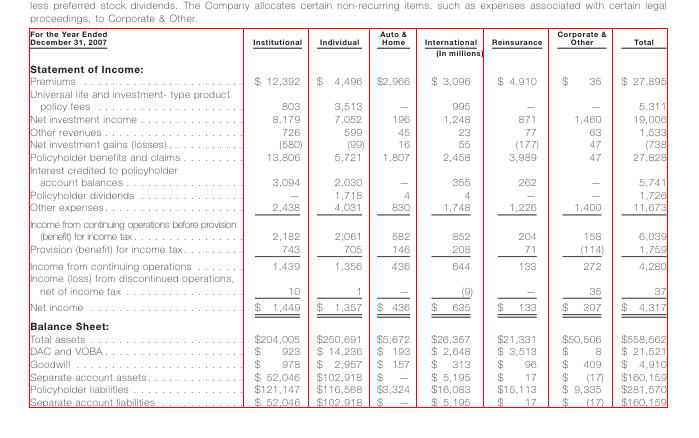 less preferred stock dividends. The Company allocates certain non-recurring items, such as expenses associated with certain legal
proceedings, to Corporate & Other.
For the Year Ended December 31, 2007 Institutional Individual Auto & Home International Reinsurance Corporate & Other Total
(In millions)
Statement of Income:
Premiums . . . . . . . . . . . . . . . . . . . . . . . . $ 12,392 $ 4,496 $2,966 $ 3,096 $ 4,910 $ 35 $ 27,895
Universal life and investment- type product
policy fees . . . . . . . . . . . . . . . . . . . . . 803 3,513 — 995 — — 5,311
Net investment income . . . . . . . . . . . . . . . 8,179 7,052 196 1,248 871 1,460 19,006
Other revenues . . . . . . . . . . . . . . . . . . . . 726 599 45 23 77 63 1,533
Net investment gains (losses) . . . . . . . . . . . (580) (99) 16 55 (177) 47 (738
Policyholder benefits and claims . . . . . . . . . 13,806 5,721 1,807 2,458 3,989 47 27,828
Interest credited to policyholder
account balances . . . . . . . . . . . . . . . . . 3,094 2,030 — 355 262 — 5,741
Policyholder dividends . . . . . . . . . . . . . . . — 1,718 4 4 — — 1,726
Other expenses . . . . . . . . . . . . . . . . . . . . 2,438 4,031 830 1,748 1,226 1,400 11,673
Income from continuing operations before provision
(benefit) for income tax . . . . . . . . . . . . . . . 2,182 2,061 582 852 204 158 6,039
Provision (benefit) for income tax . . . . . . . . . 743 705 146 208 71 (114) 1,759
Income from continuing operations . . . . . . . 1,439 1,356 436 644 133 272 4,280
Income (loss) from discontinued operations,
net of income tax . . . . . . . . . . . . . . . . . 10 1 — (9) — 35 37
Net income . . . . . . . . . . . . . . . . . . . . . . $ 1,449 $ 1,357 $ 436 $ 635 $ 133 $ 307 $ 4,317
Balance Sheet:
Total assets . . . . . . . . . . . . . . . . . . . . . . $204,005 $250,691 $5,672 $26,357 $21,331 $50,506 $558,562
DAC and VOBA . . . . . . . . . . . . . . . . . . . $ 923 $ 14,236 $ 193 $ 2,648 $ 3,513 $ 8 $ 21,521
Goodwill . . . . . . . . . . . . . . . . . . . . . . . . $ 978 $ 2,957 $ 157 $ 313 $ 96 $ 409 $ 4,910
Separate account assets . . . . . . . . . . . . . . $ 52,046 $102,918 $ — $ 5,195 $ 17 $ (17) $160,159
Policyholder liabilities . . . . . . . . . . . . . . . . $121,147 $116,568 $3,324 $16,083 $15,113 $ 9,335 $281,570
Separate account liabilities . . . . . . . . . . . . $ 52,046 $102,918 $ — $ 5,195 $ 17 $ (17) $160,159